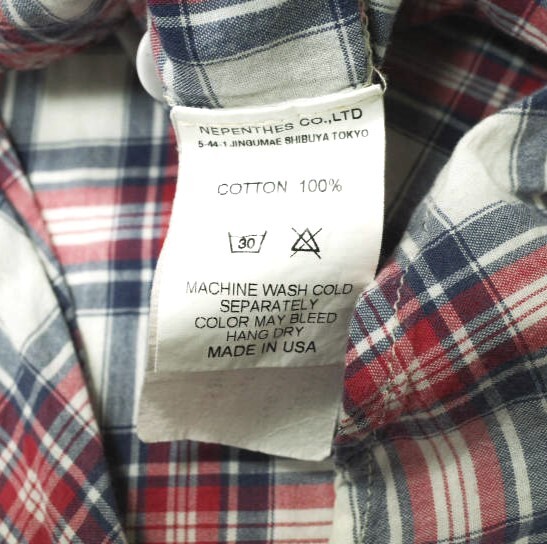 NEPENTHES CO.,LTD
5-44-1 JINGUMAE SHIBUYA TOKYO
COTTON 100%
30
MACHINE WASH COLD
SEPARATELY
COLOR MAY BLEED
HANG DRY
MADE IN USA